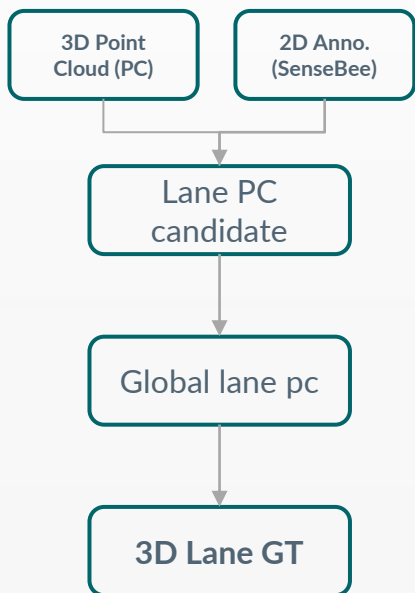 3D Point
Cloud (PC)
2D Anno.
(SenseBee)
Lane PC
candidate
Global lane pc
3D Lane GT